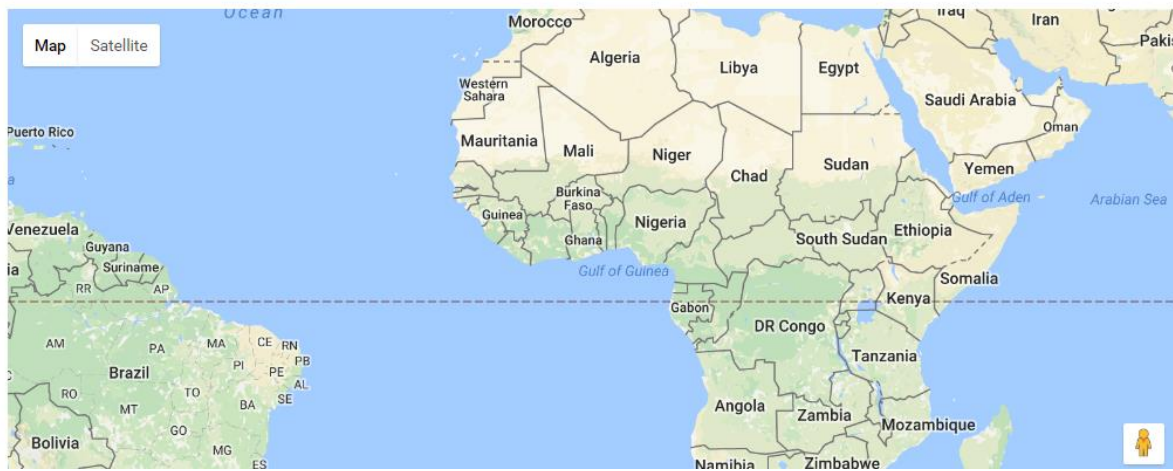 Ocean
Morocco
Iraq
Iran
Map Satellite
Pakis
Algeria
Libya
Egypt
Western
Sahara
Saudi Arabia
Oman
Puerto Rico
Mauritania
Mali
Niger
Chad
Sudan
Yemen
a
Burkina
Faso
Gulf of Aden
Arabian Sea
Guinea
Nigeria
Ethiopia
Venezuela
Ghana
South Sudan
Guyana
Suriname
ia
Gulf of Guinea
Somalia
RR
AP
Gabon
Kenya
DR Congo
AM
PA
MA
CE
RN
PB
PI
PE
AL
Brazil
Tanzania
RO
TO
SE
MT
BA
Angola
Zambia
Mozambique
GO
Bolivia
MG
ES
Namibia
Zimbabwe